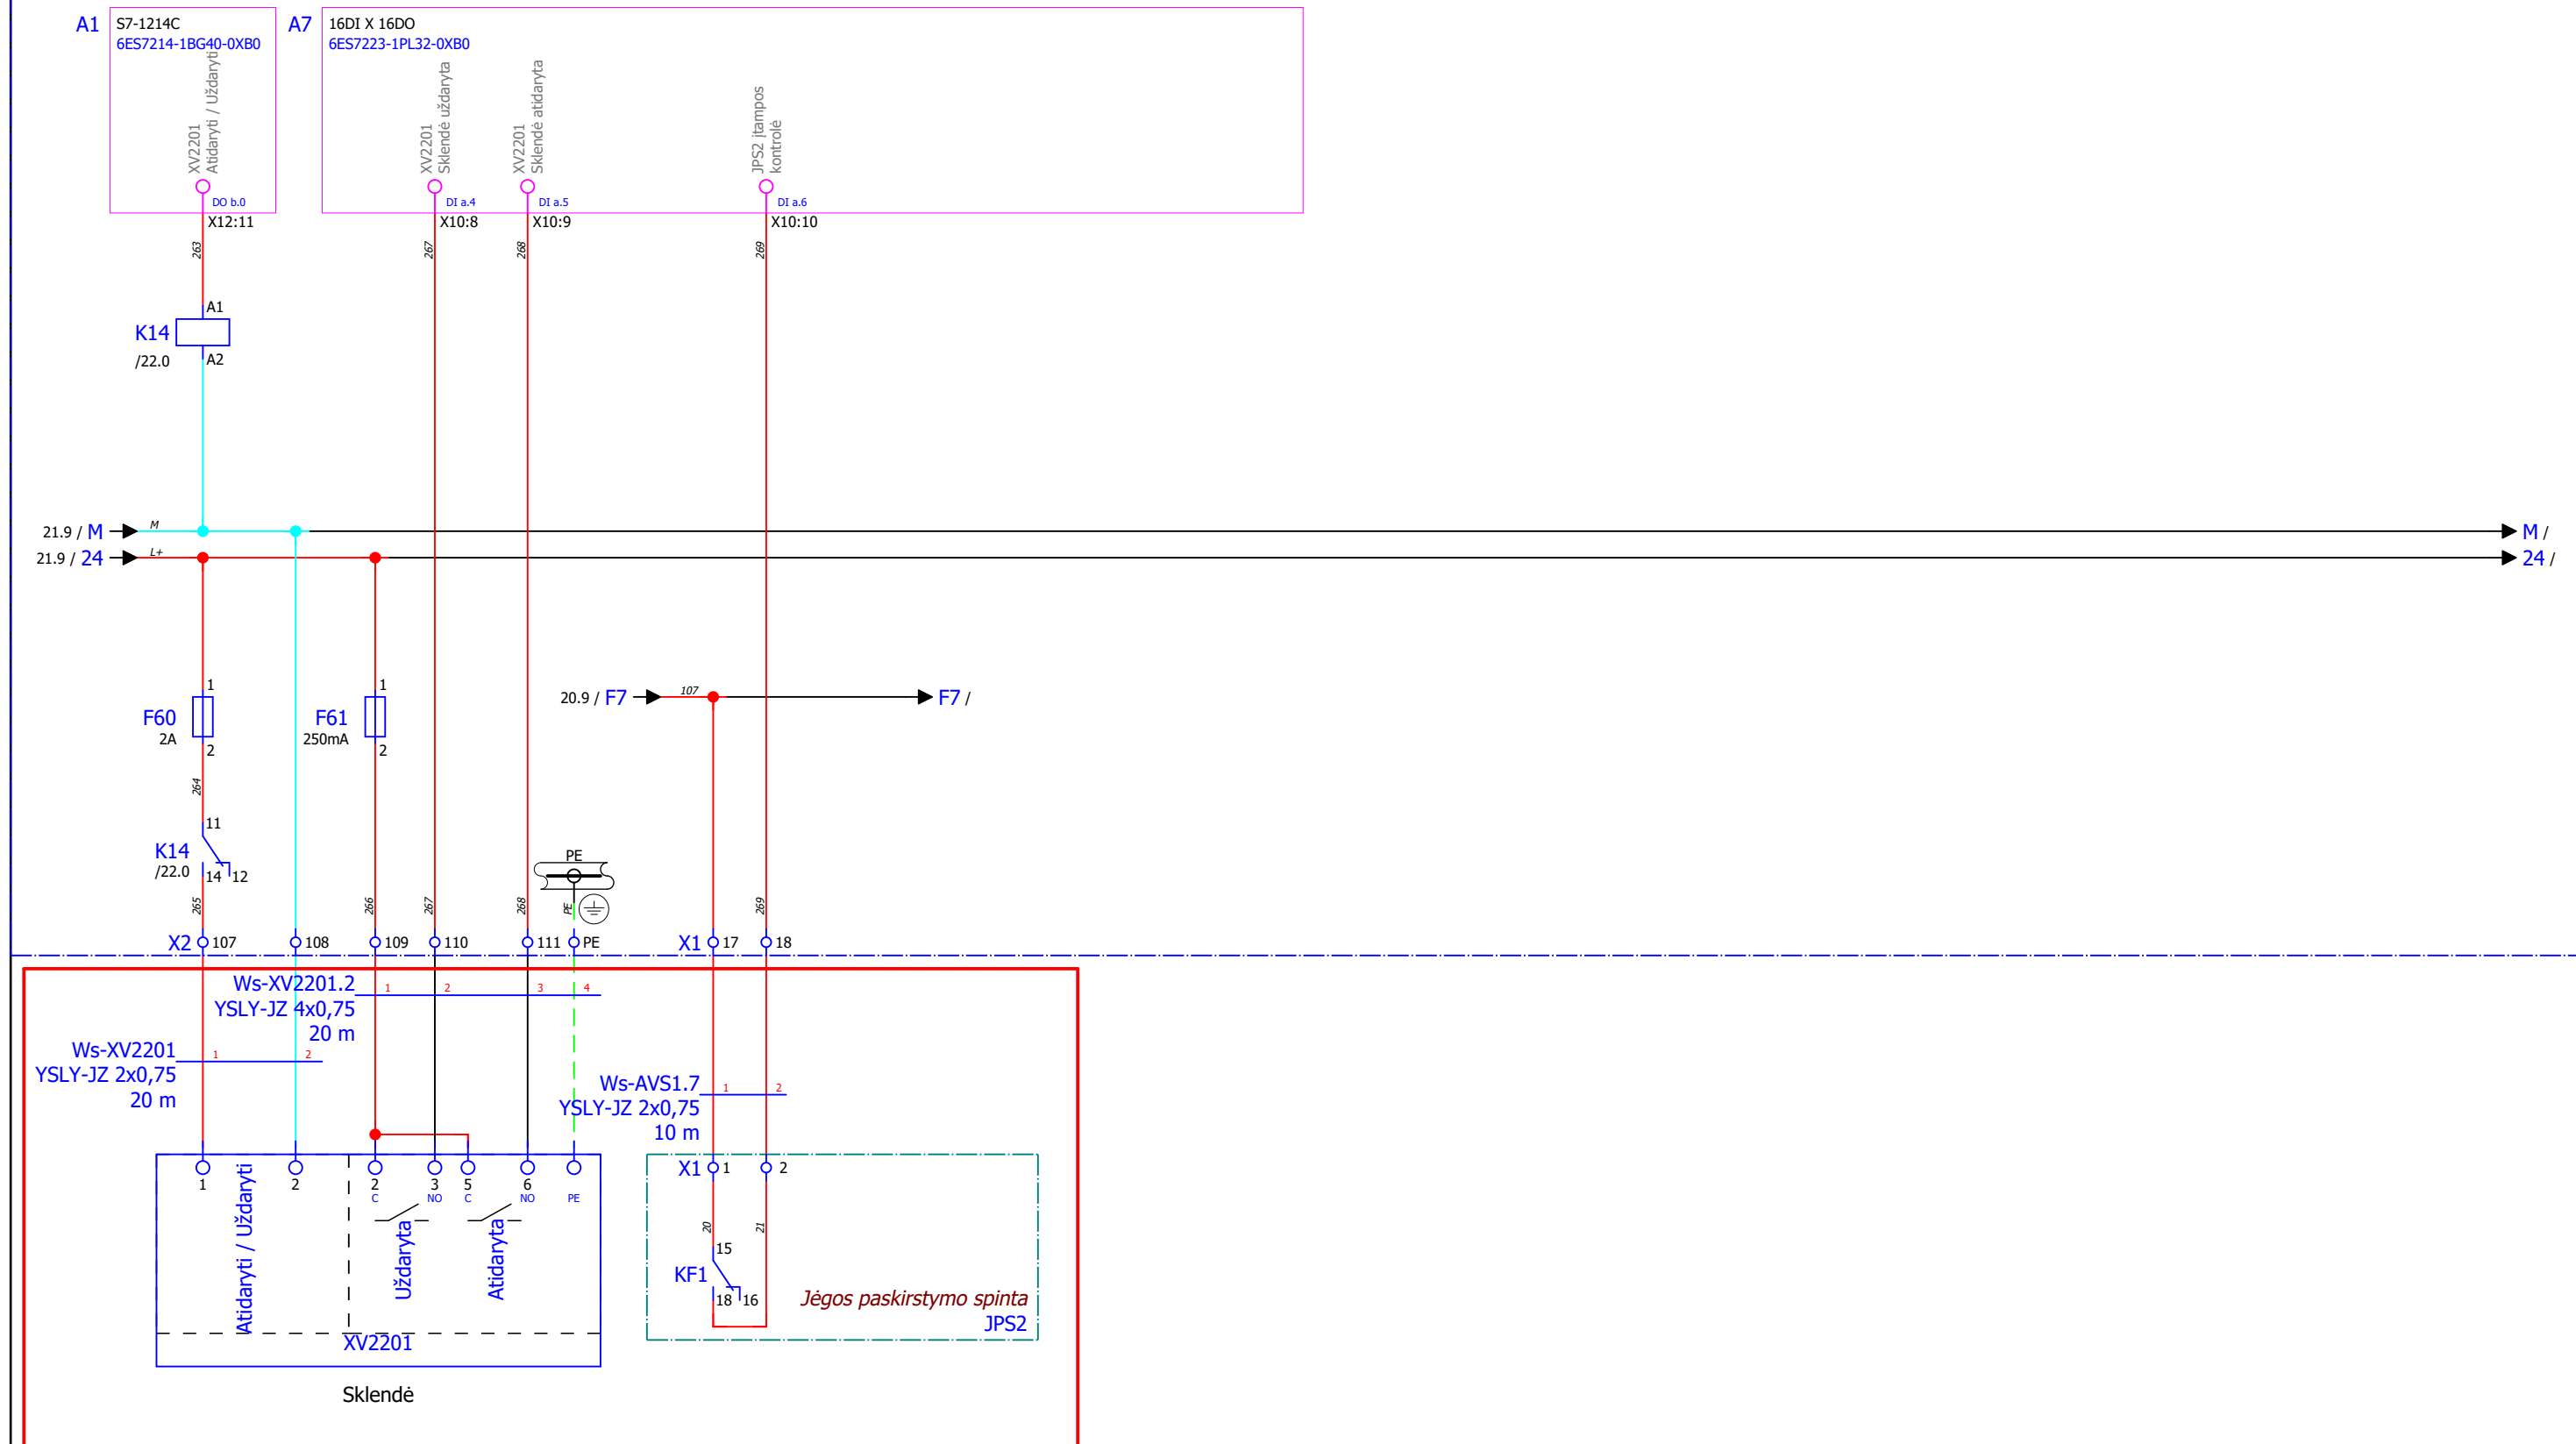 A1
S7-1214C
6ES7214-1BG40-0XB0
XV2201
Atidaryti / Uždaryti
DO b.0
X12:11
A7
16DI X 16DO
6ES7223-1PL32-0XB0
XV2201
Sklendė uždaryta
DI a.4
X10:8
XV2201
Sklendė atidaryta
DI a.5
X10:9
JPS2 įtampos
kontrolė
DI a.6
X10:10
263
267
268
269
A1
K14
/22.0
A2
21.9 / M
M
M /
21.9 / 24
L+
24 /
1
F60
2A
2
1
F61
250mA
2
20.9 / F7
107
F7 /
264
11
K14
/22.0
14
12
PE
265
266
267
268
PE
269
X2
107
108
109
110
111
PE
X1
17
18
Ws-XV2201.2
YSLY-JZ 4x0,75
20 m
1
2
3
4
Ws-XV2201
YSLY-JZ 2x0,75
20 m
1
2
Ws-AVS1.7
YSLY-JZ 2x0,75
10 m
1
2
1
2
2
3
5
6
C
NO
C
NO
PE
Atidaryti / Uždaryti
Uždaryta
Atidaryta
XV2201
Sklendė
X1
1
2
20
21
15
KF1
18
16
Jėgos paskirstymo spinta
JPS2